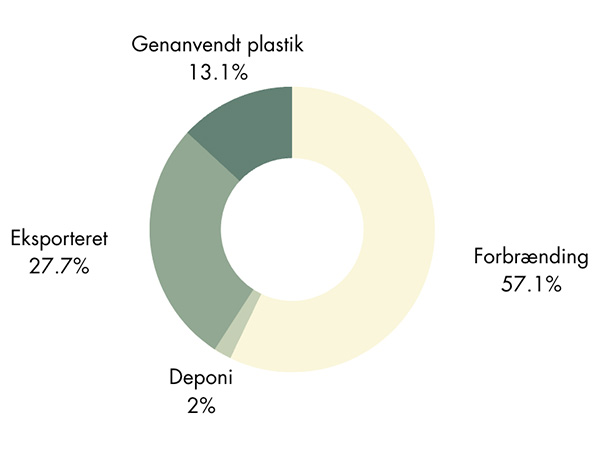 Genanvendt plastik
13.1%
Eksporteret
27.7%
Forbrænding
57.1%
Deponi
2%